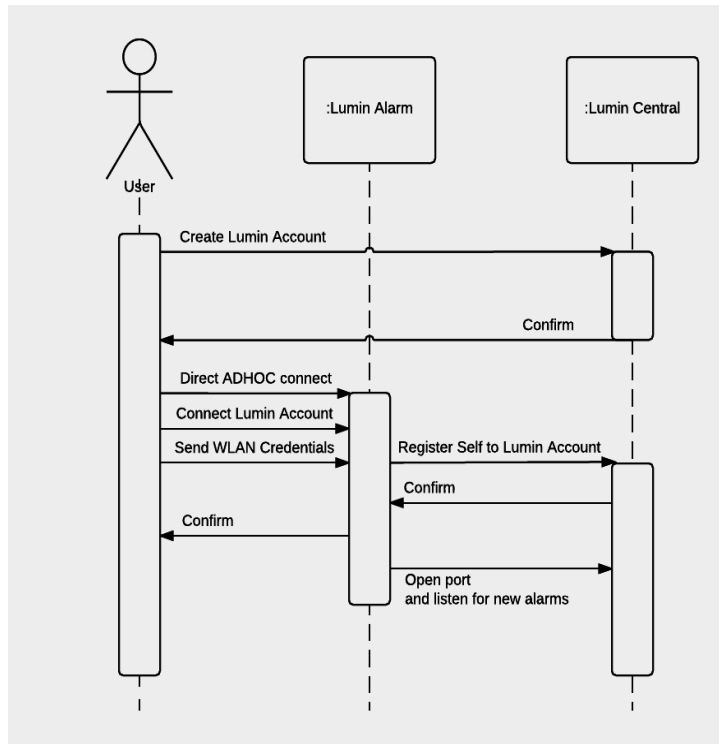 :Lumin Alarm
:Lumin Central
User
Create Lumin Account
Confirm
Direct ADHOC connect
Connect Lumin Account
Send WLAN Credentials
Register Self to Lumin Account
Confirm
Confirm
Open port
and listen for new alarms